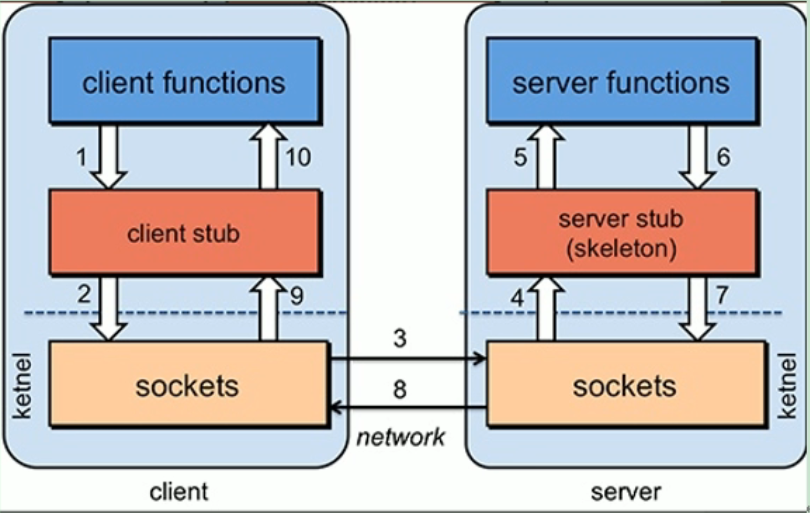 client functions
server functions
1
10
5
6
client stub
server stub
(skeleton)
2
9
4
7
3
ketnel
sockets
sockets
ketnel
8
network
client
server